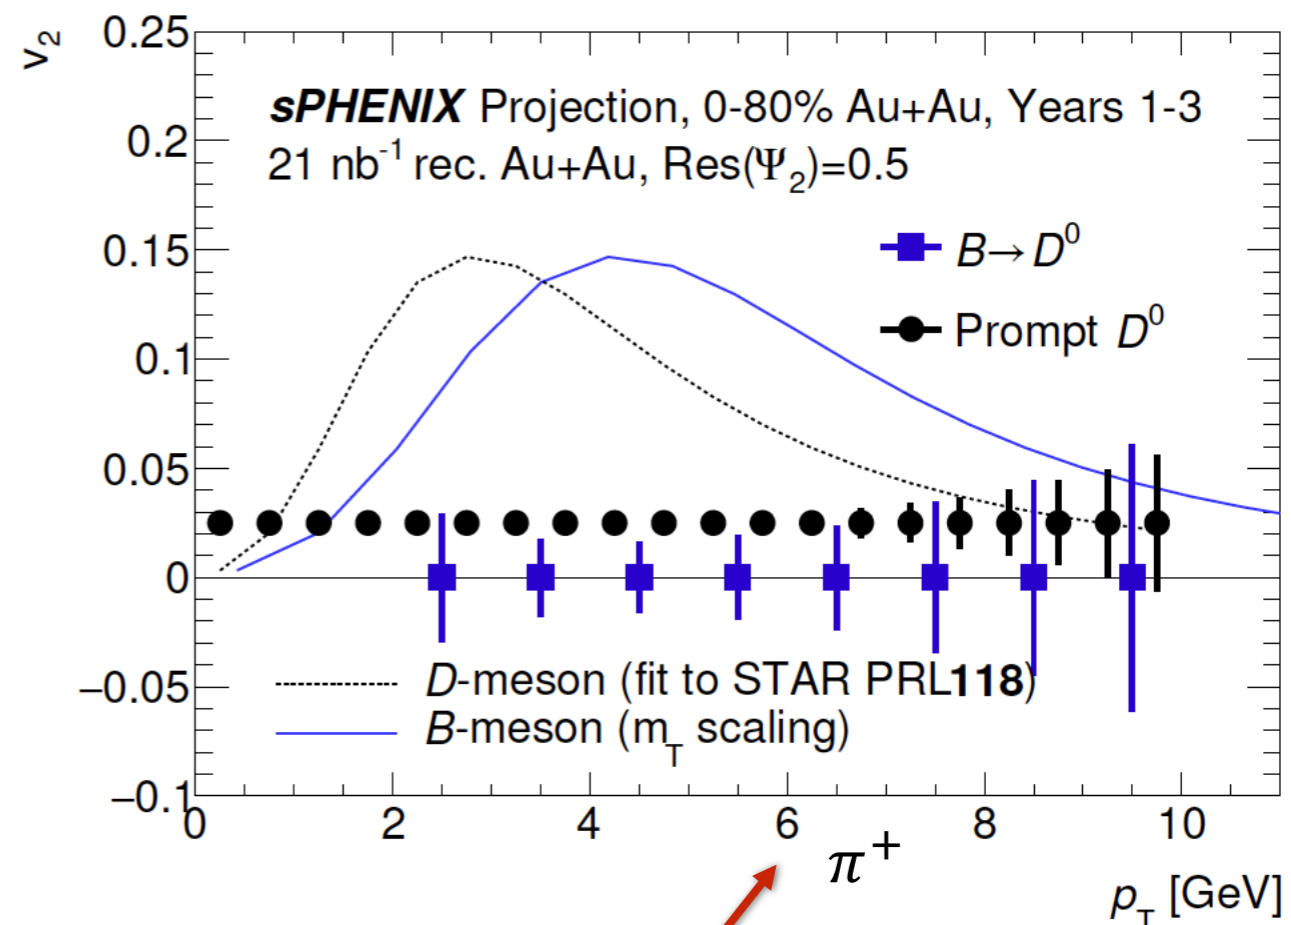 v₂
0.25
0.2
0.15
0.1
0.05
0
−0.05
−0.1
sPHENIX Projection, 0-80% Au+Au, Years 1-3
21 nb⁻¹ rec. Au+Au, Res(Ψ₂)=0.5
B→D⁰
Prompt D⁰
D-meson (fit to STAR PRL118)
B-meson (m_T scaling)
0 2 4 6 8 10
π⁺
p_T [GeV]